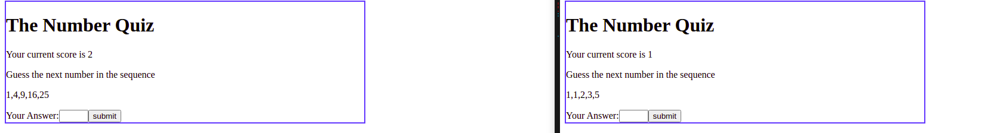 The Number Quiz
Your current score is 2
Guess the next number in the sequence
1,4,9,16,25
Your Answer: submit
The Number Quiz
Your current score is 1
Guess the next number in the sequence
1,1,2,3,5
Your Answer: submit